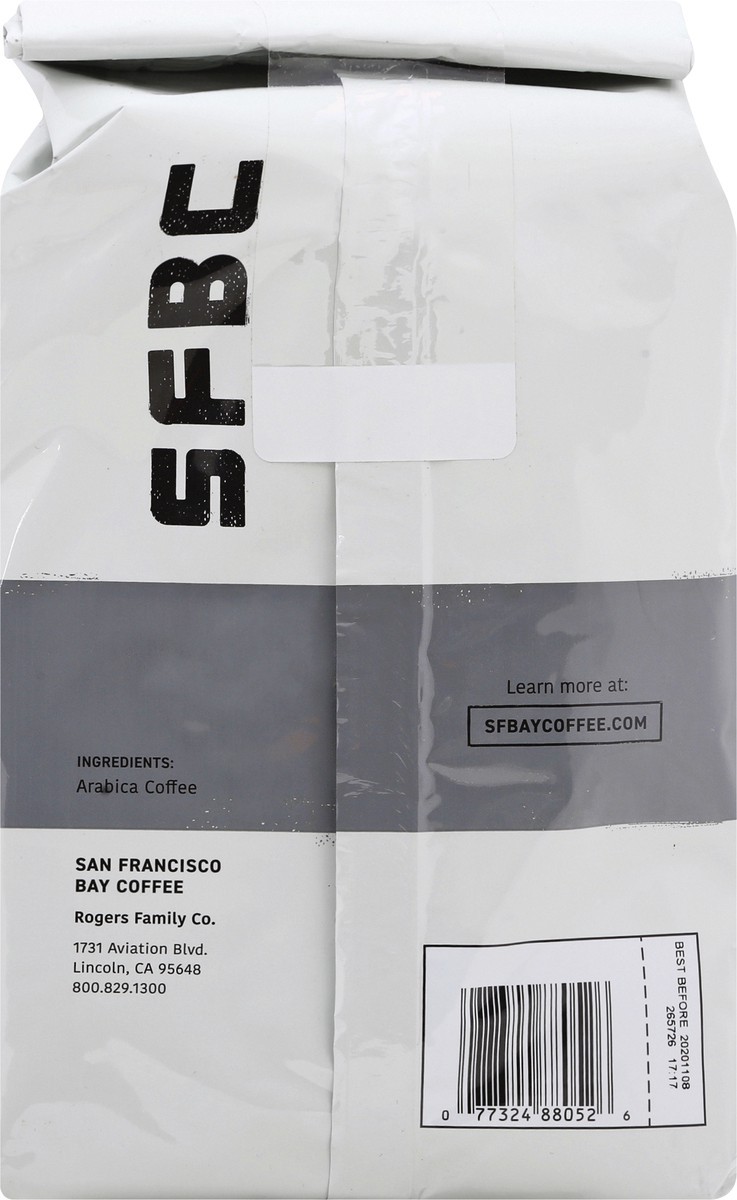 SFBC
Learn more at:
SFBAYCOFFEE.COM
INGREDIENTS:
Arabica Coffee
SAN FRANCISCO
BAY COFFEE
Rogers Family Co.
1731 Aviation Blvd.
Lincoln, CA 95648
800.829.1300
BEST BEFORE 20201108
265726 17:17
0 77324 88052 6